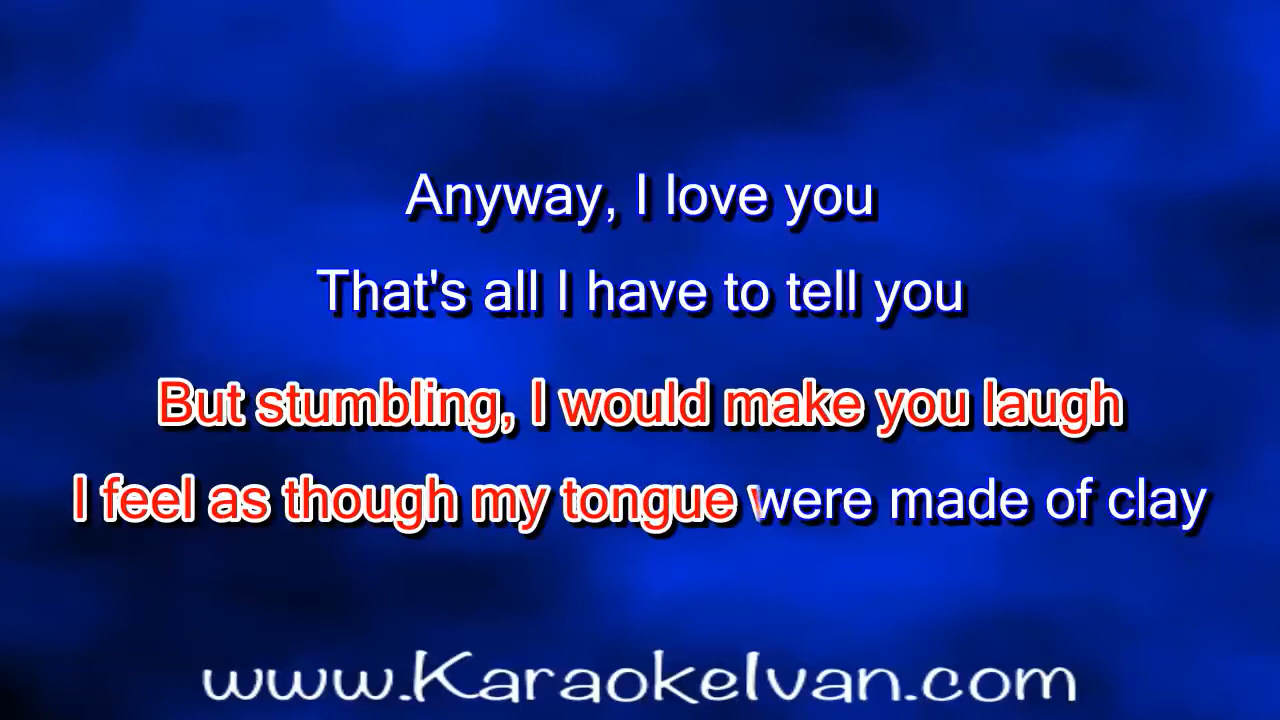 Anyway, I love you
That's all I have to tell you
But stumbling, I would make you laugh
I feel as though my tongue were made of clay
www.KaraokeIvan.com